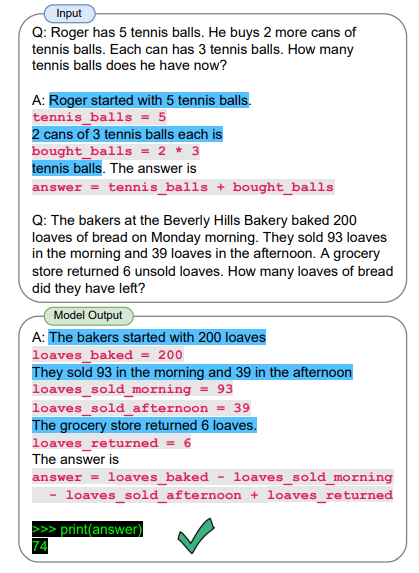 Input
Q: Roger has 5 tennis balls. He buys 2 more cans of
tennis balls. Each can has 3 tennis balls. How many
tennis balls does he have now?
A: Roger started with 5 tennis balls.
tennis_balls = 5
2 cans of 3 tennis balls each is
bought_balls = 2 * 3
tennis balls. The answer is
answer = tennis_balls + bought_balls
Q: The bakers at the Beverly Hills Bakery baked 200
loaves of bread on Monday morning. They sold 93 loaves
in the morning and 39 loaves in the afternoon. A grocery
store returned 6 unsold loaves. How many loaves of bread
did they have left?
Model Output
A: The bakers started with 200 loaves
loaves_baked = 200
They sold 93 in the morning and 39 in the afternoon
loaves_sold_morning = 93
loaves_sold_afternoon = 39
The grocery store returned 6 loaves.
loaves_returned = 6
The answer is
answer = loaves_baked - loaves_sold_morning
- loaves_sold_afternoon + loaves_returned
>>> print(answer)
74